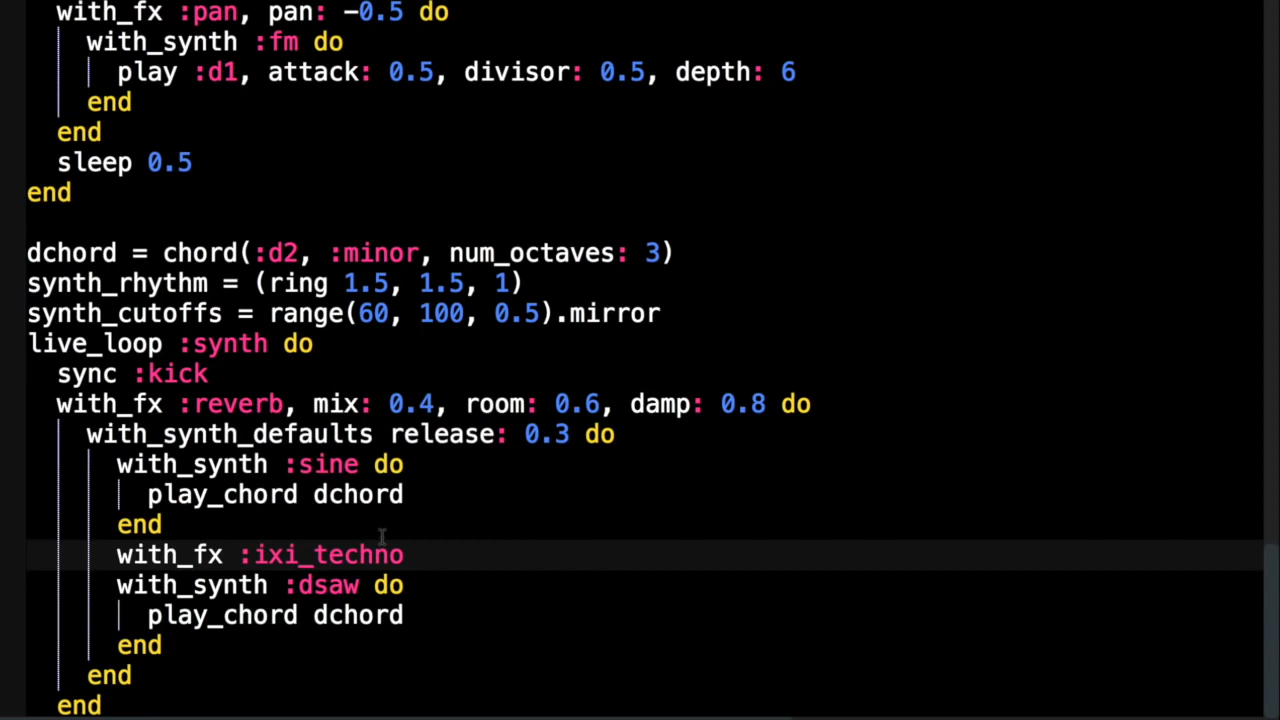 with_fx :pan, pan: -0.5 do
with_synth :fm do
play :d1, attack: 0.5, divisor: 0.5, depth: 6
end
end
sleep 0.5
end
dchord = chord(:d2, :minor, num_octaves: 3)
synth_rhythm = (ring 1.5, 1.5, 1)
synth_cutoffs = range(60, 100, 0.5).mirror
live_loop :synth do
sync :kick
with_fx :reverb, mix: 0.4, room: 0.6, damp: 0.8 do
with_synth_defaults release: 0.3 do
with_synth :sine do
play_chord dchord
end
with_fx :ixi_techno
with_synth :dsaw do
play_chord dchord
end
end
end